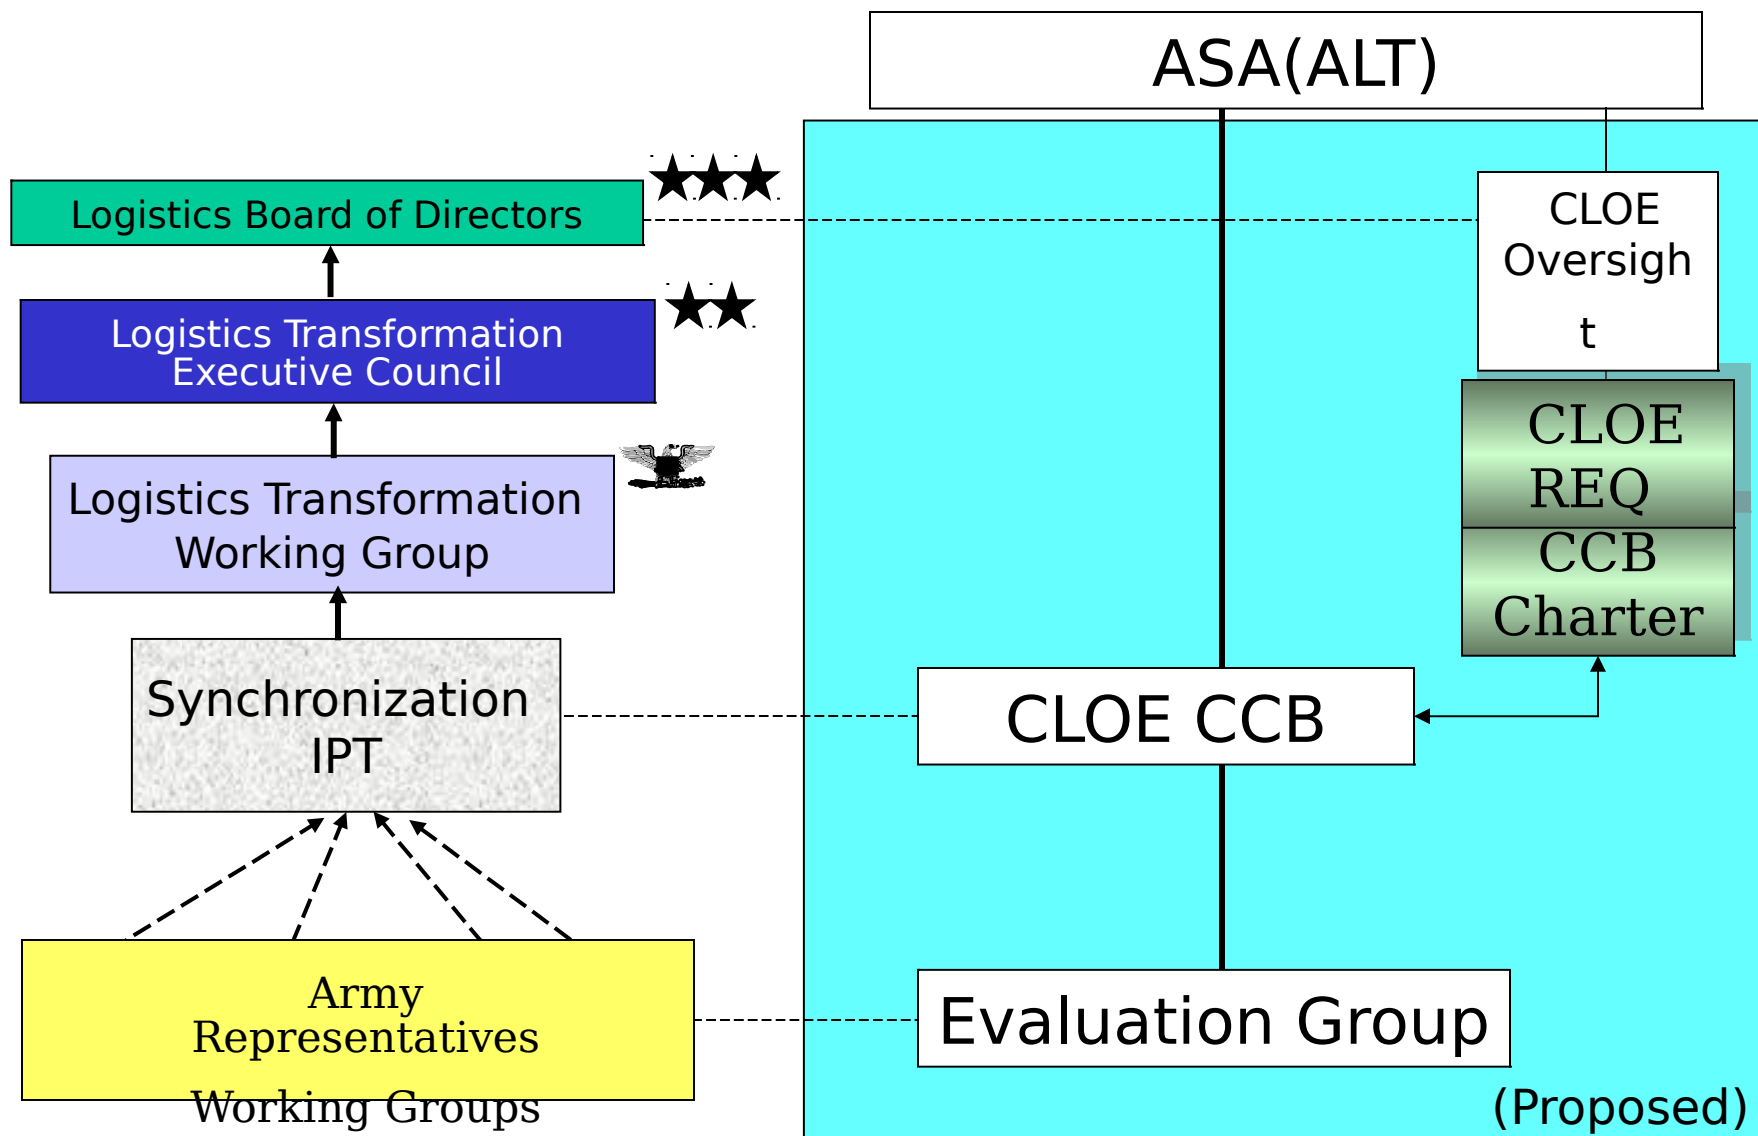 ASA(ALT)
Logistics Board of Directors
CLOE
Oversigh
t
Logistics Transformation
Executive Council
CLOE
REQ
CCB
Charter
Logistics Transformation
Working Group
Synchronization
IPT
CLOE CCB
Army
Representatives
Working Groups
Evaluation Group
(Proposed)